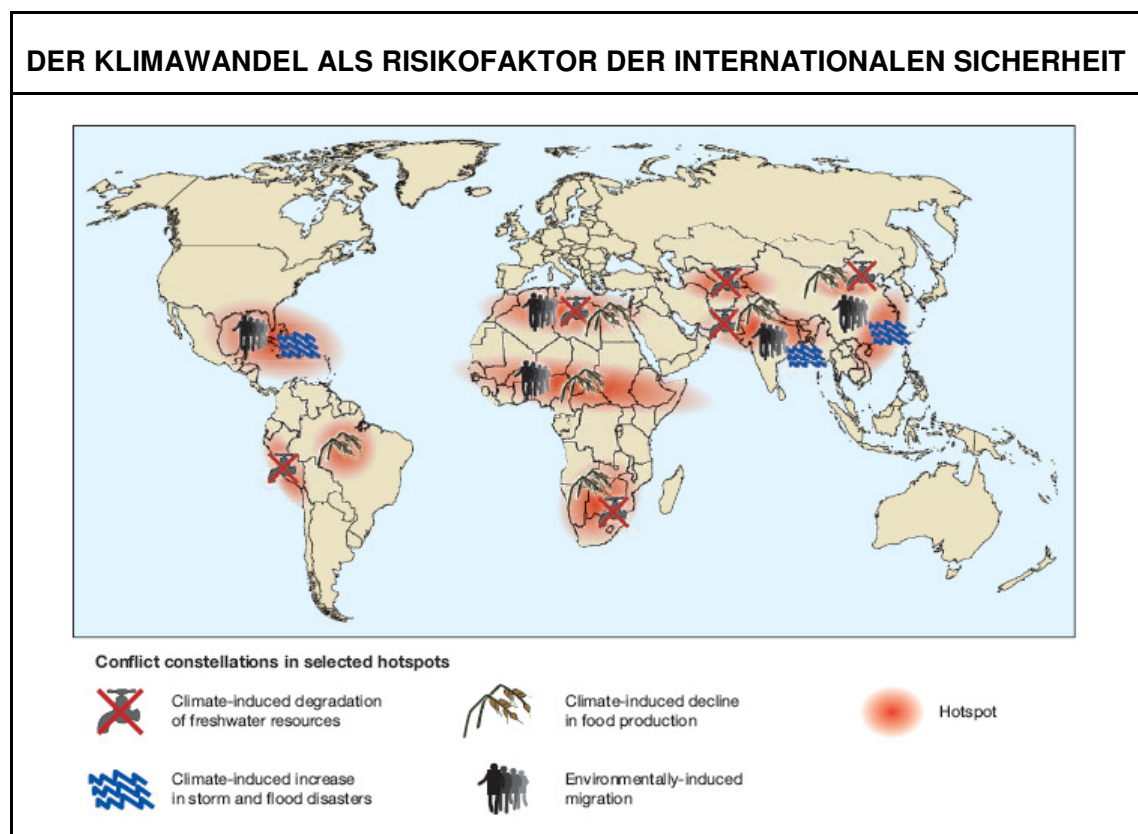 DER KLIMAWANDEL ALS RISIKOFAKTOR DER INTERNATIONALEN SICHERHEIT
Conflict constellations in selected hotspots
Climate-induced degradation
of freshwater resources
Climate-induced decline
in food production
Hotspot
Climate-induced increase
in storm and flood disasters
Environmentally-induced
migration